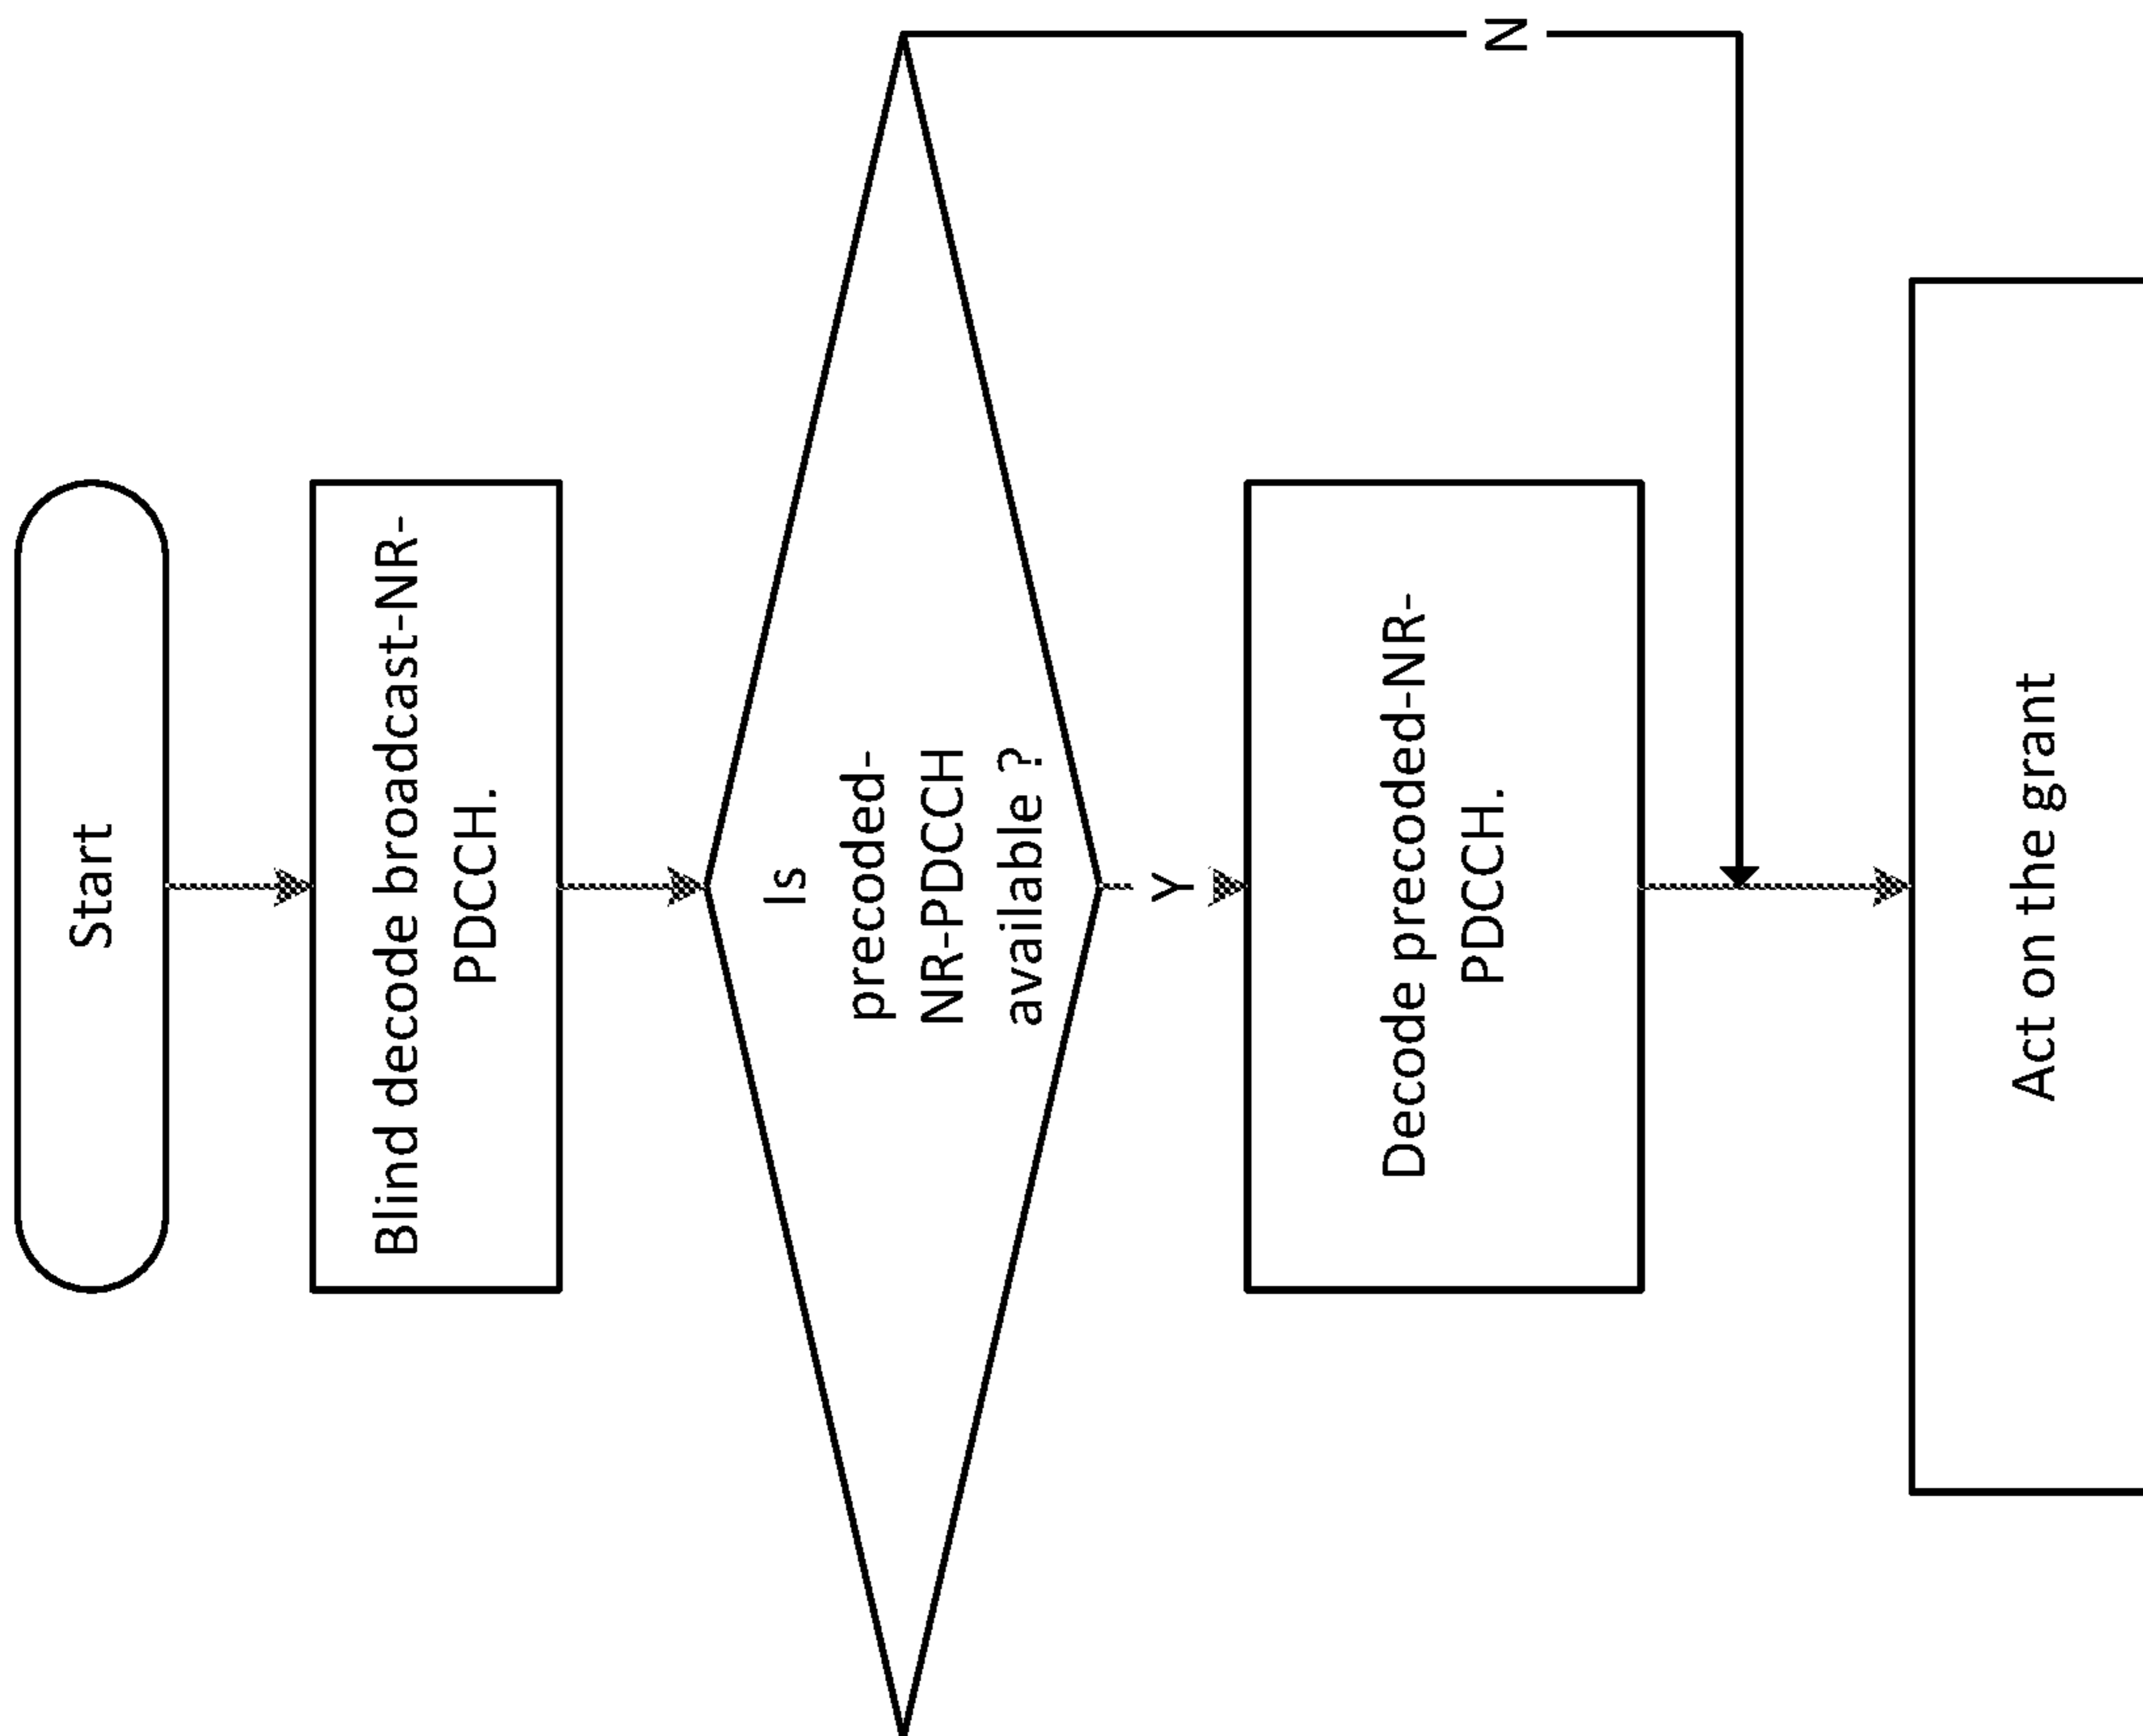 Start
Blind decode broadcast-NR-
PDCCH.
Is
precoded-
NR-PDCCH
available ?
Y
N
Decode precoded-NR-
PDCCH.
Act on the grant